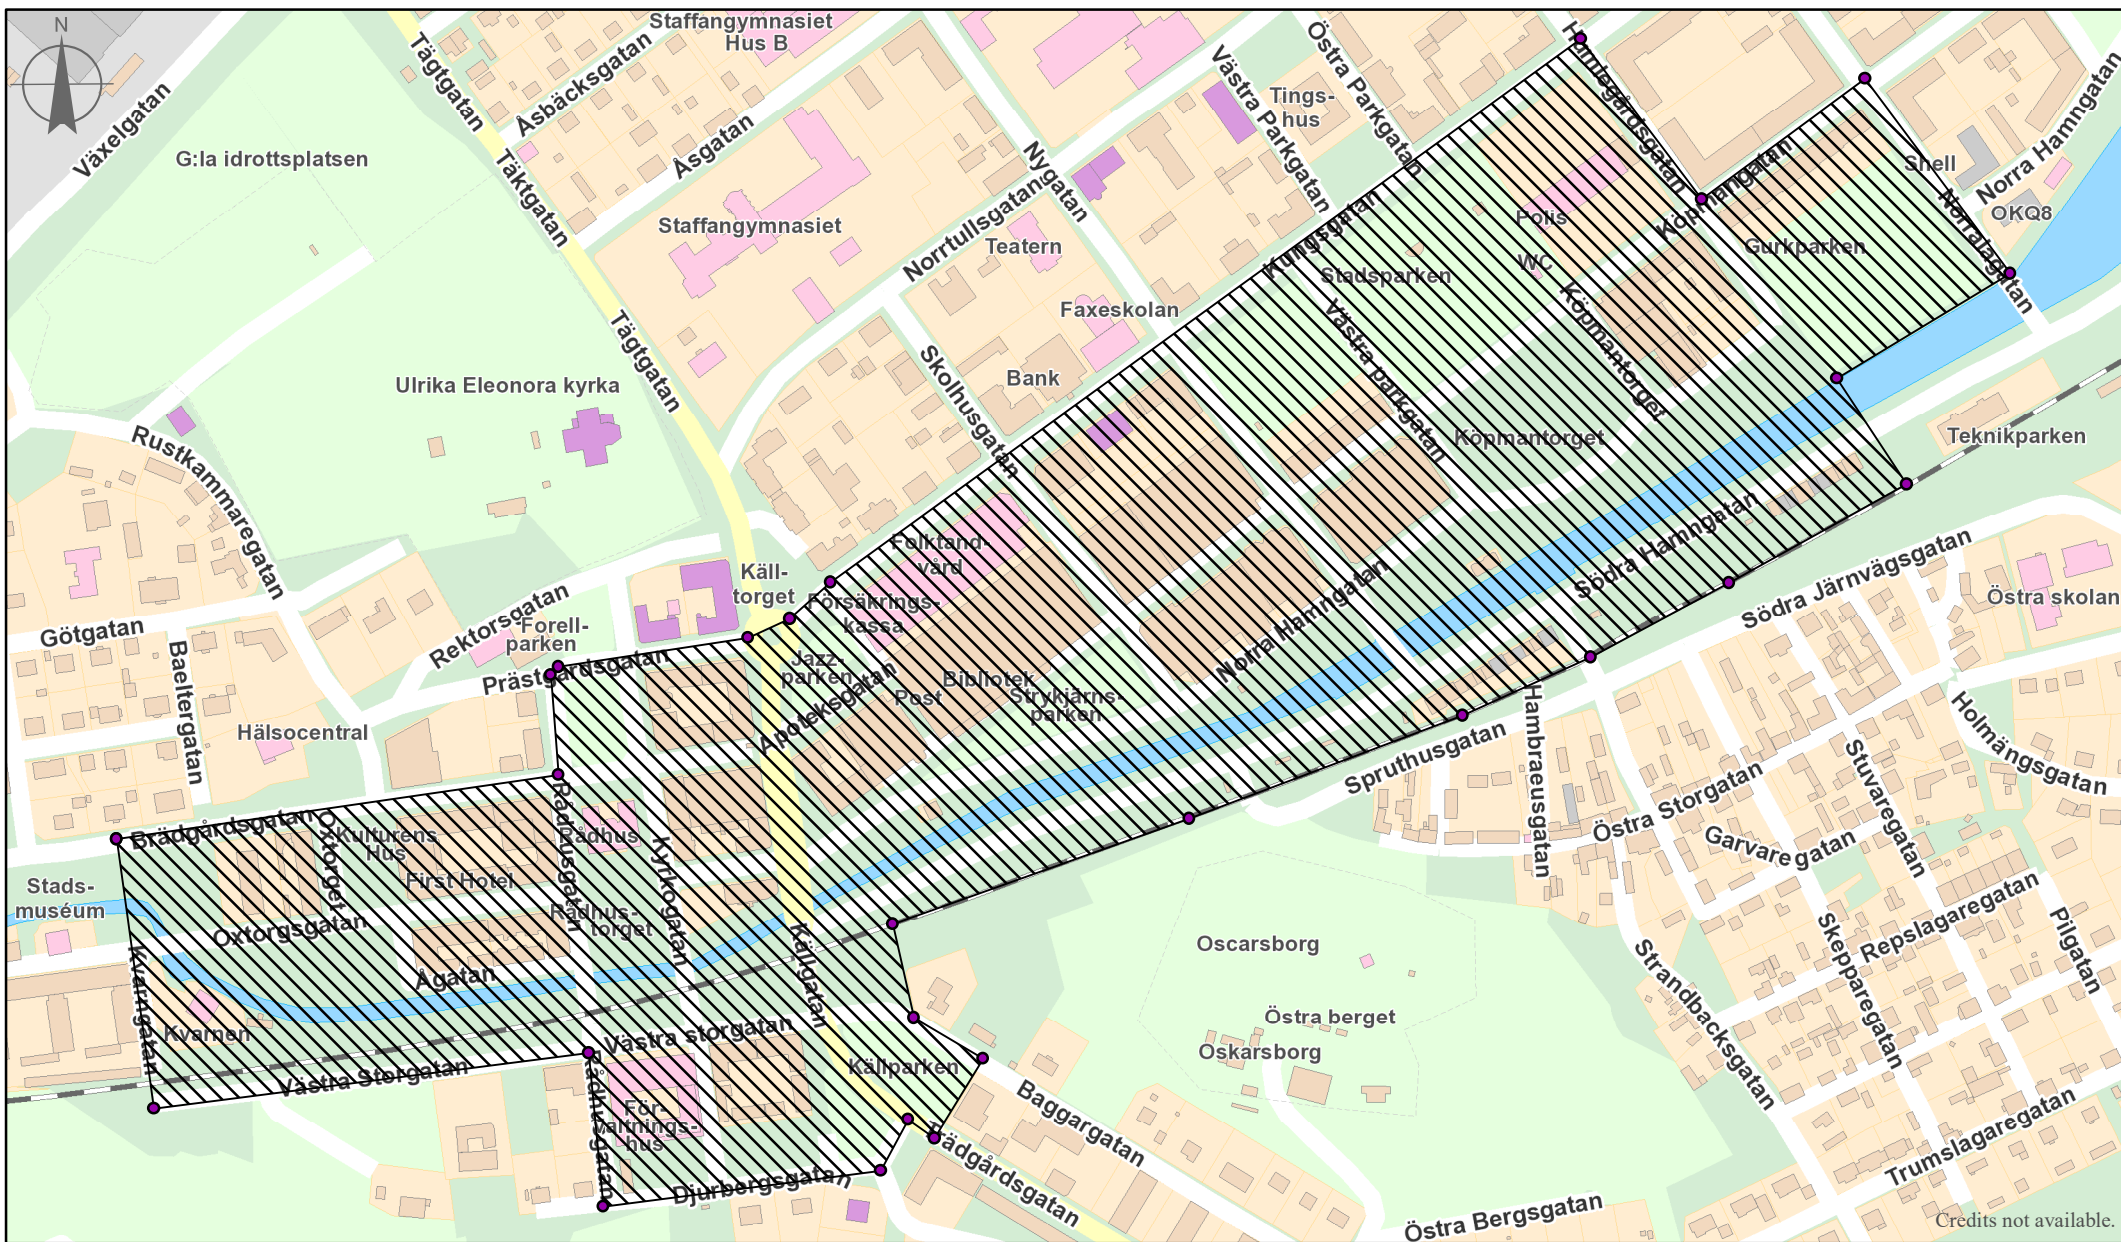 N
Växelgatan
G:la idrottsplatsen
Tägtgatan
Åsbäcksgatan
Staffangymnasiet
Hus B
Åsgatan
Täktgatan
Staffangymnasiet
Nygatan
Norrtullsgatan
Teatern
Västra Parkgatan
Östra Parkgatan
Tings-
hus
Humlegårdsgatan
Köpmangatan
Polis
WC
Shell
Norra Hamngatan
OKQ8
Gurkparken
Norralagatan
Kungsgatan
Stadsparken
Köpmantorget
Västra parkgatan
Faxeskolan
Bank
Skolhusgatan
Tägtgatan
Ulrika Eleonora kyrka
Rustkammaregatan
Köpmantorget
Teknikparken
Södra Hamngatan
Södra Järnvägsgatan
Östra skolan
Folktand-
vård
Käll-
torget
Försäkrings-
kassa
Jazz-
parken
Apoteksgatan
Post
Bibliotek
Strykjärns-
parken
Norra Hamngatan
Götgatan
Baeltergatan
Rektorsgatan
Forell-
parken
Prästgårdsgatan
Hälsocentral
Spruthusgatan
Hambraeusgatan
Östra Storgatan
Holmängsgatan
Stuvaregatan
Garvaregatan
Repslagaregatan
Pilgatan
Skepparegatan
Strandbacksgatan
Trumslagaregatan
Brädgårdsgatan
Oxtorget
Kulturens
Hus
First Hotel
Rådhusgatan
Rådhus
Kyrkogatan
Rådhus-
torget
Stads-
muséum
Oxtorgsgatan
Ågatan
Kvarngatan
Kvarnen
Västra Storgatan
Västra storgatan
Källgatan
Källparken
Rådhusgatan
För-
valtnings-
hus
Djurbergsgatan
Trädgårdsgatan
Baggargatan
Oscarsborg
Östra berget
Oskarsborg
Östra Bergsgatan
Credits not available.